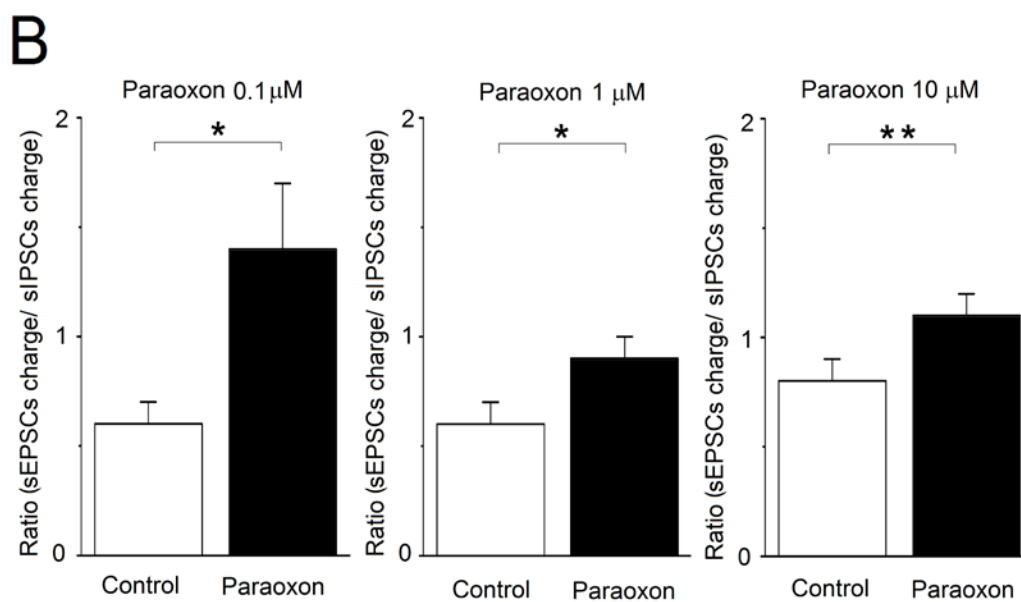 B
Paraoxon 0.1μM
Paraoxon 1 μM
Paraoxon 10 μM
Ratio (sEPSCs charge/ sIPSCs charge)
2
1
0
*
Control
Paraoxon
Ratio (sEPSCs charge/ sIPSCs charge)
2
1
0
*
Control
Paraoxon
Ratio (sEPSCs charge/ sIPSCs charge)
2
1
0
**
Control
Paraoxon